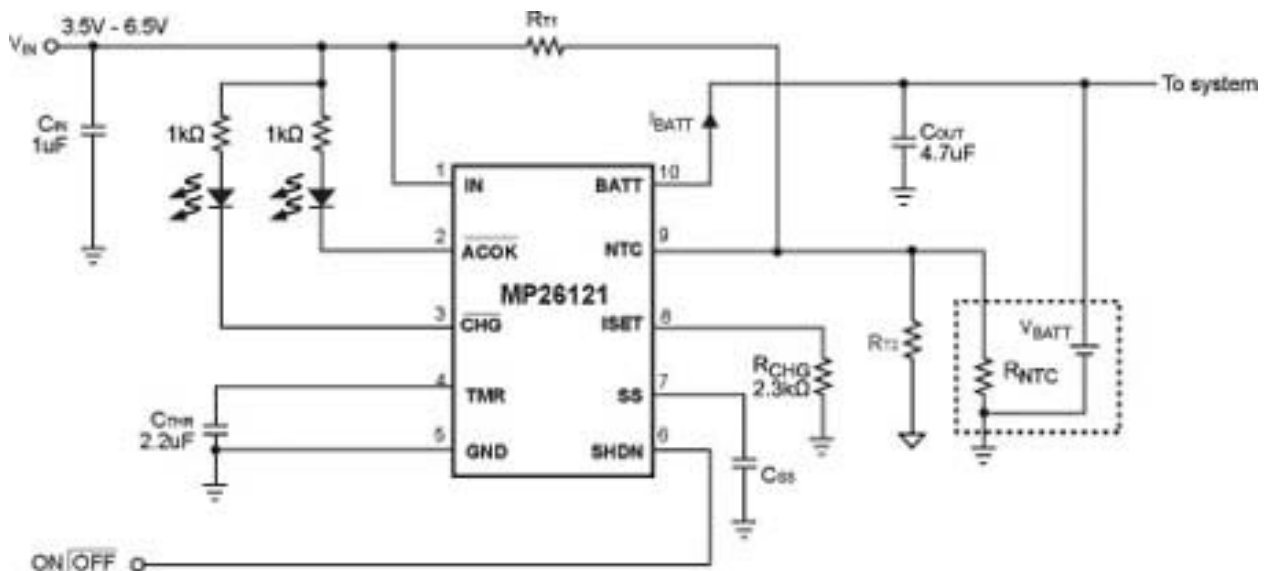 3.5V - 6.5V
VIN
RT1
To system
CIN
1uF
1kΩ
1kΩ
IBATT
COUT
4.7uF
1
IN
BATT
10
2
ACOK
NTC
9
MP26121
3
CHG
ISET
8
RT2
VBATT
RNTC
RCHG
2.3kΩ
4
TMR
SS
7
CTMR
2.2uF
5
GND
SHDN
6
CSS
ON OFF